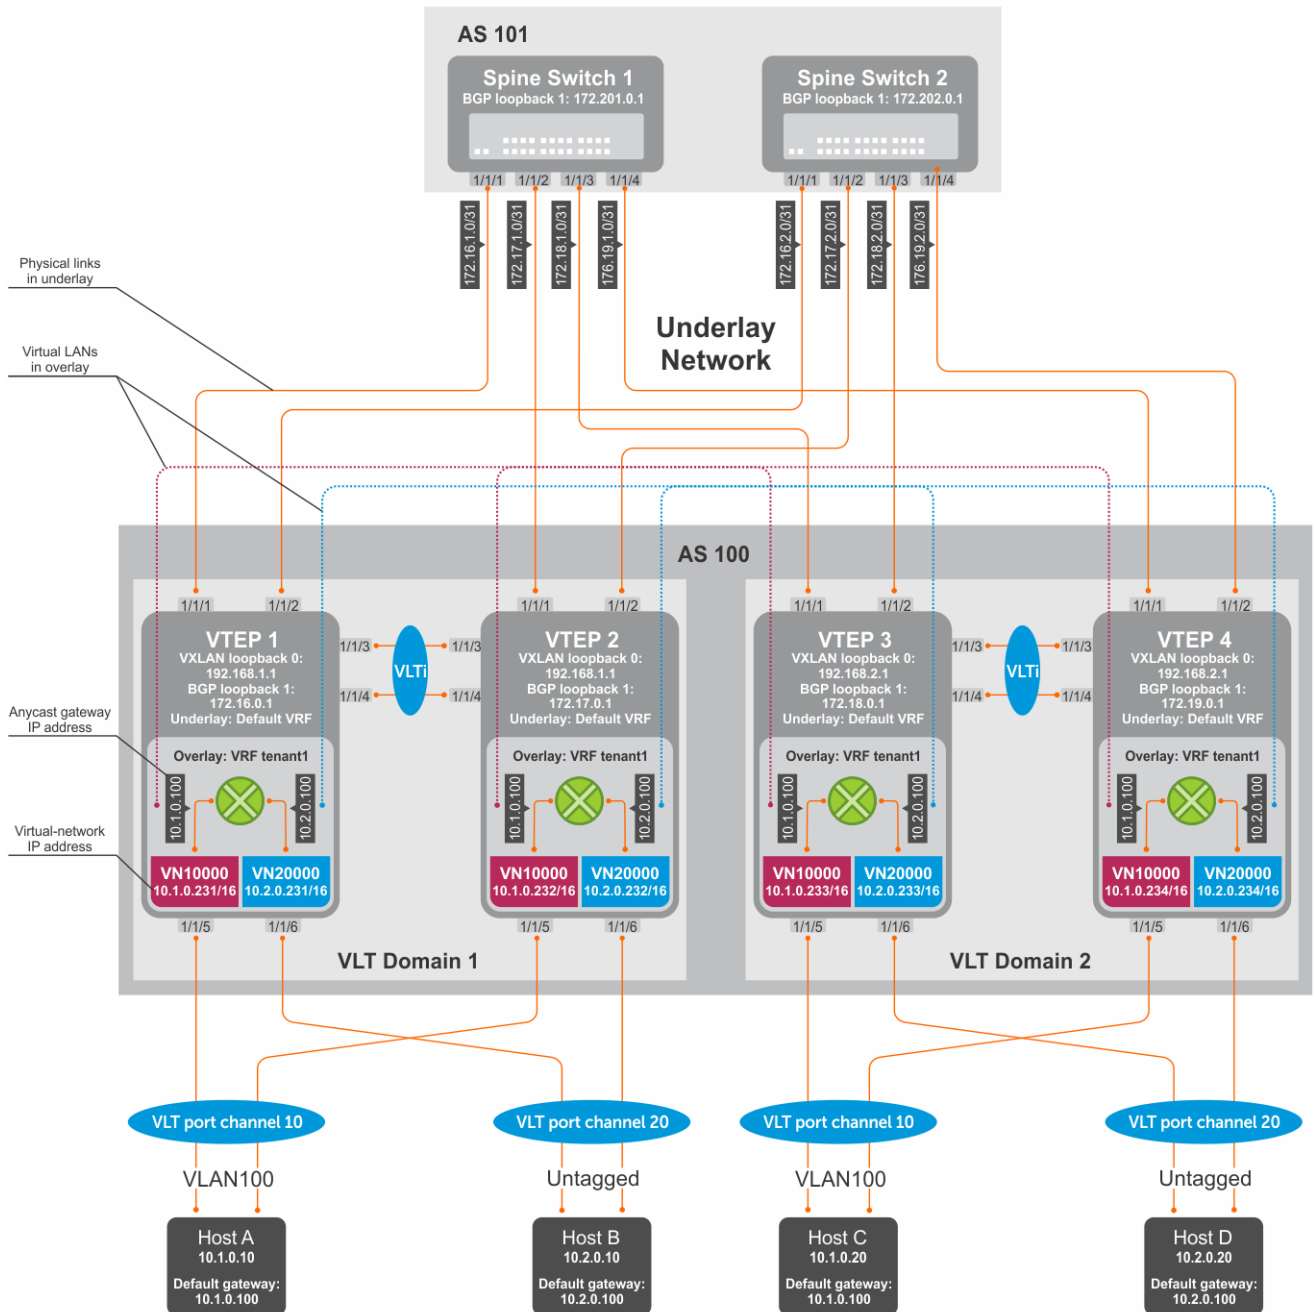 AS 101
Spine Switch 1
BGP loopback 1: 172.201.0.1
Spine Switch 2
BGP loopback 1: 172.202.0.1
1/1/1
1/1/2
1/1/3
1/1/4
1/1/1
1/1/2
1/1/3
1/1/4
172.16.1.0/31
172.17.1.0/31
172.18.1.0/31
176.19.1.0/31
172.16.2.0/31
172.17.2.0/31
172.18.2.0/31
176.19.2.0/31
Physical links
in underlay
Underlay
Network
Virtual LANs
in overlay
AS 100
1/1/1
1/1/2
1/1/1
1/1/2
1/1/1
1/1/2
1/1/1
1/1/2
VTEP 1
VXLAN loopback 0:
192.168.1.1
BGP loopback 1:
172.16.0.1
Underlay: Default VRF
1/1/3
1/1/4
VLTi
1/1/3
1/1/4
VTEP 2
VXLAN loopback 0:
192.168.1.1
BGP loopback 1:
172.17.0.1
Underlay: Default VRF
VTEP 3
VXLAN loopback 0:
192.168.2.1
BGP loopback 1:
172.18.0.1
Underlay: Default VRF
1/1/3
1/1/4
VLTi
1/1/3
1/1/4
VTEP 4
VXLAN loopback 0:
192.168.2.1
BGP loopback 1:
172.19.0.1
Underlay: Default VRF
Anycast gateway
IP address
Overlay: VRF tenant1
10.1.0.100
10.2.0.100
Overlay: VRF tenant1
10.1.0.100
10.2.0.100
Overlay: VRF tenant1
10.1.0.100
10.2.0.100
Overlay: VRF tenant1
10.1.0.100
10.2.0.100
Virtual-network
IP address
VN10000
10.1.0.231/16
VN20000
10.2.0.231/16
VN10000
10.1.0.232/16
VN20000
10.2.0.232/16
VN10000
10.1.0.233/16
VN20000
10.2.0.233/16
VN10000
10.1.0.234/16
VN20000
10.2.0.234/16
1/1/5
1/1/6
1/1/5
1/1/6
1/1/5
1/1/6
1/1/5
1/1/6
VLT Domain 1
VLT Domain 2
VLT port channel 10
VLT port channel 20
VLT port channel 10
VLT port channel 20
VLAN100
Untagged
VLAN100
Untagged
Host A
10.1.0.10
Default gateway:
10.1.0.100
Host B
10.2.0.10
Default gateway:
10.2.0.100
Host C
10.1.0.20
Default gateway:
10.1.0.100
Host D
10.2.0.20
Default gateway:
10.2.0.100